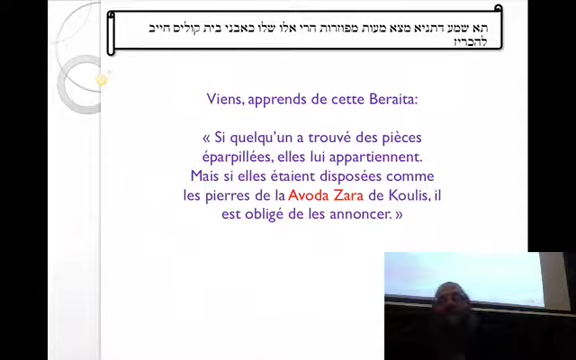 תא שמע דתניא מצא מעות מפוזרות הרי אלו שלו כאבני בית קוליס חייב
להכריז
Viens, apprends de cette Beraita:
« Si quelqu'un a trouvé des pièces
éparpillées, elles lui appartiennent.
Mais si elles étaient disposées comme
les pierres de la Avoda Zara de Koulis, il
est obligé de les annoncer. »